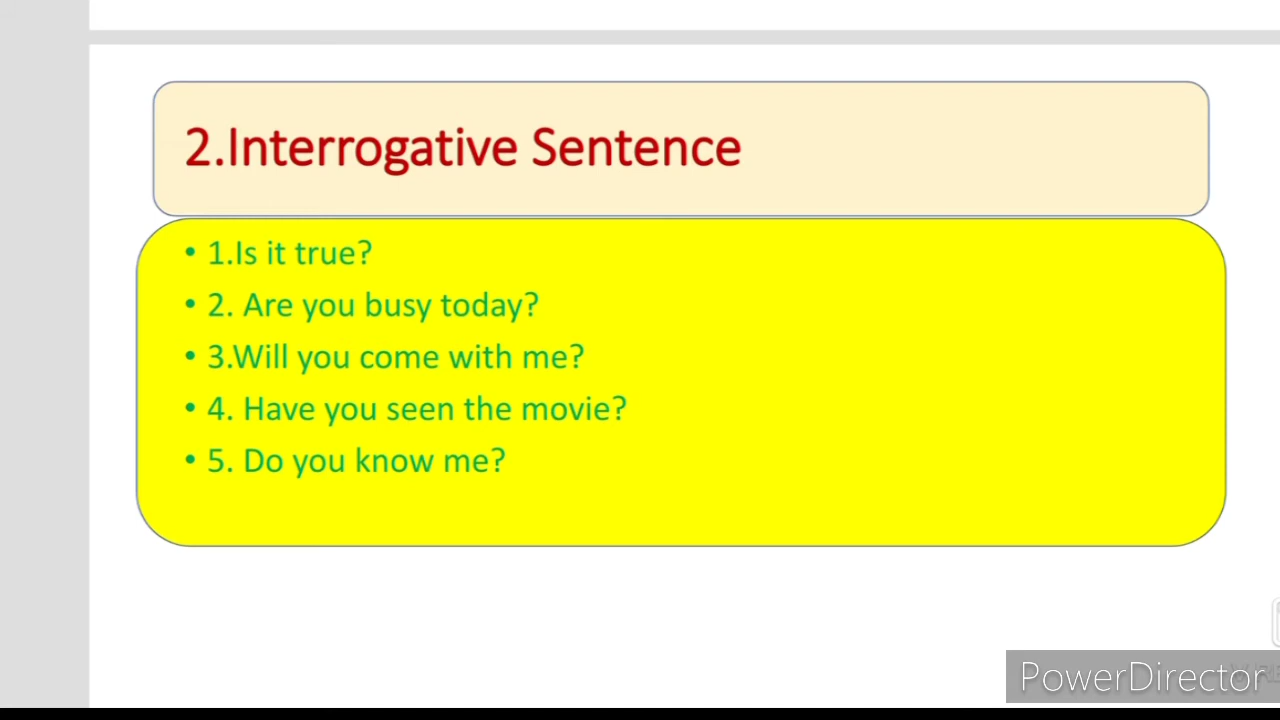 2.Interrogative Sentence
• 1.Is it true?
• 2. Are you busy today?
• 3.Will you come with me?
• 4. Have you seen the movie?
• 5. Do you know me?
PowerDirector